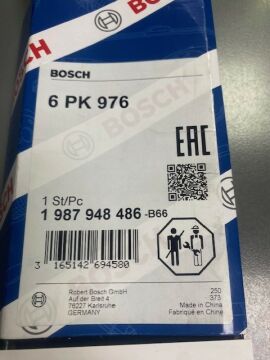 BOSCH
BOSCH
6 PK 976
EAC
1 St/Pc
1 987 948 486 -B66
3 165142 694580
Robert Bosch GmbH
Auf der Breit 4
76227 Karlsruhe
GERMANY
250
373
Made in China
Fabriqué en Chine